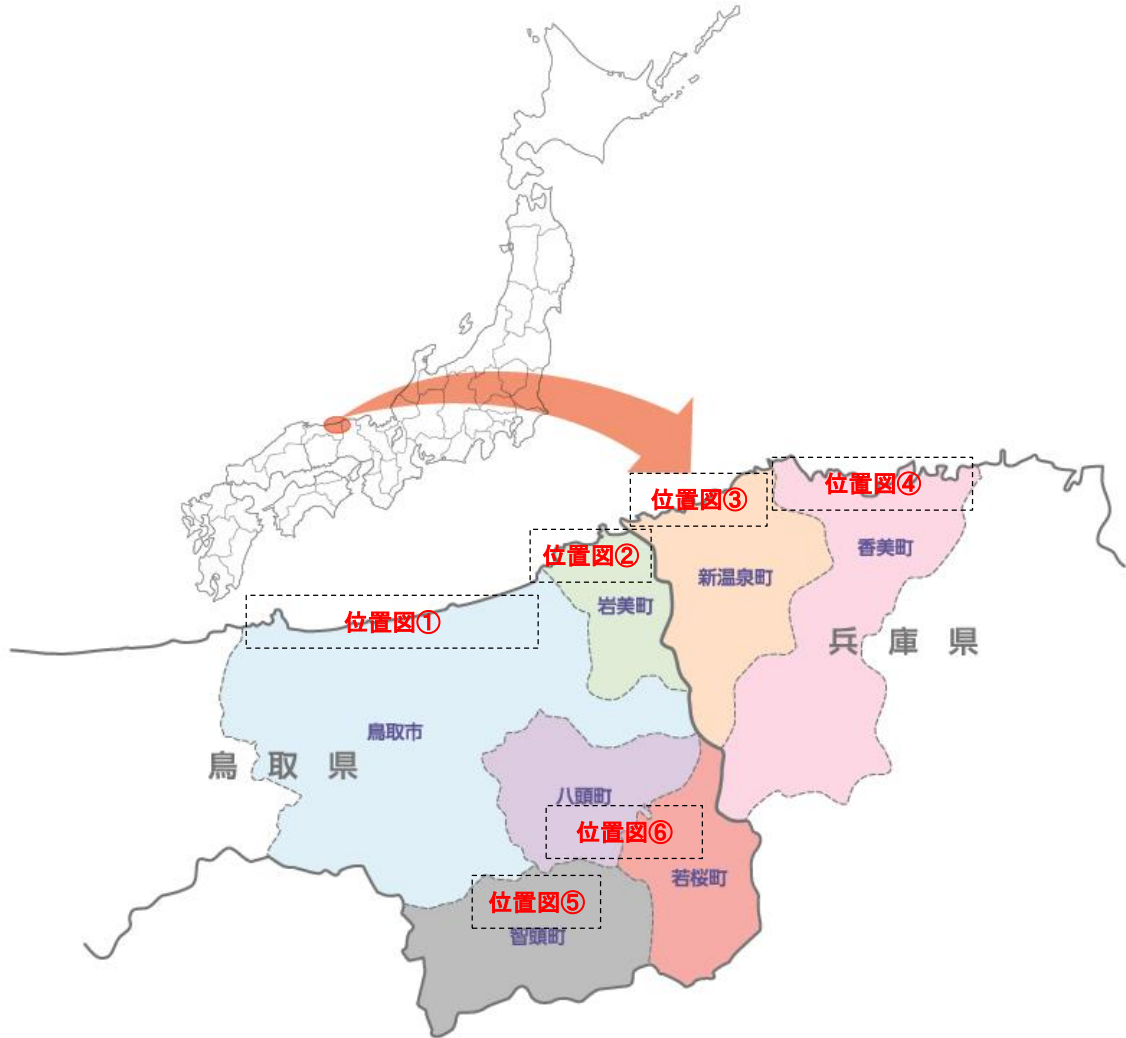 位置図④
位置図③
香美町
位置図②
新温泉町
岩美町
位置図①
兵庫県
鳥取市
鳥取県
八頭町
位置図⑥
若桜町
位置図⑤
智頭町